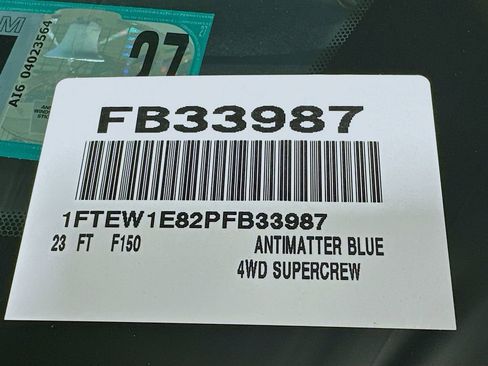 M
27
AI6 04023564
FB33987
1FTEW1E82PFB33987
23 FT F150 ANTIMATTER BLUE
4WD SUPERCREW